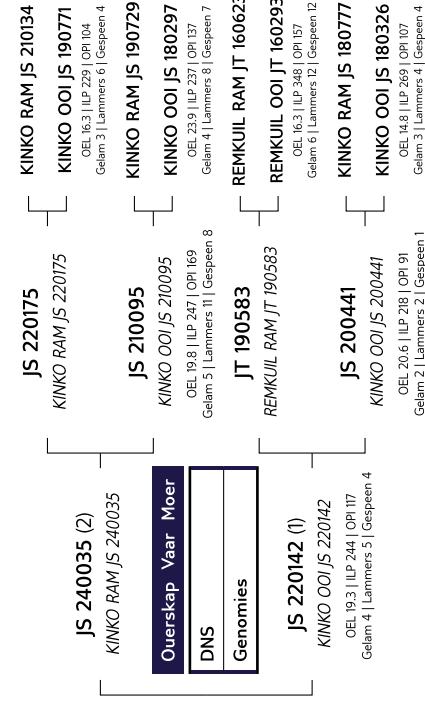 JS 240035 (2)
KINKO RAM JS 240035
Ouerskap Vaar Moer
DNS
Genomies
JS 220142 (1)
KINKO OOI JS 220142
OEL 19.3 | ILP 244 | OPI 117
Gelam 4 | Lammers 5 | Gespeen 4
JS 220175
KINKO RAM JS 220175
JS 210095
KINKO OOI JS 210095
OEL 19.8 | ILP 247 | OPI 169
Gelam 5 | Lammers 11 | Gespeen 8
JT 190583
REMKUIL RAM JT 190583
JS 200441
KINKO OOI JS 200441
OEL 20.6 | ILP 218 | OPI 91
Gelam 2 | Lammers 2 | Gespeen 1
KINKO RAM JS 210134
KINKO OOI JS 190771
OEL 16.3 | ILP 229 | OPI 104
Gelam 3 | Lammers 6 | Gespeen 4
KINKO RAM JS 190729
KINKO OOI JS 180297
OEL 23.9 | ILP 237 | OPI 137
Gelam 4 | Lammers 8 | Gespeen 7
REMKUIL RAM JT
REMKUIL OOI JT 160293
OEL 16.3 | ILP 348 | OPI 157
Gelam 6 | Lammers 12 | Gespeen 12
KINKO RAM JS 180777
KINKO OOI JS 180326
OEL 14.8 | ILP 269 | OPI 107
Gelam 3 | Lammers 4 | Gespeen 4